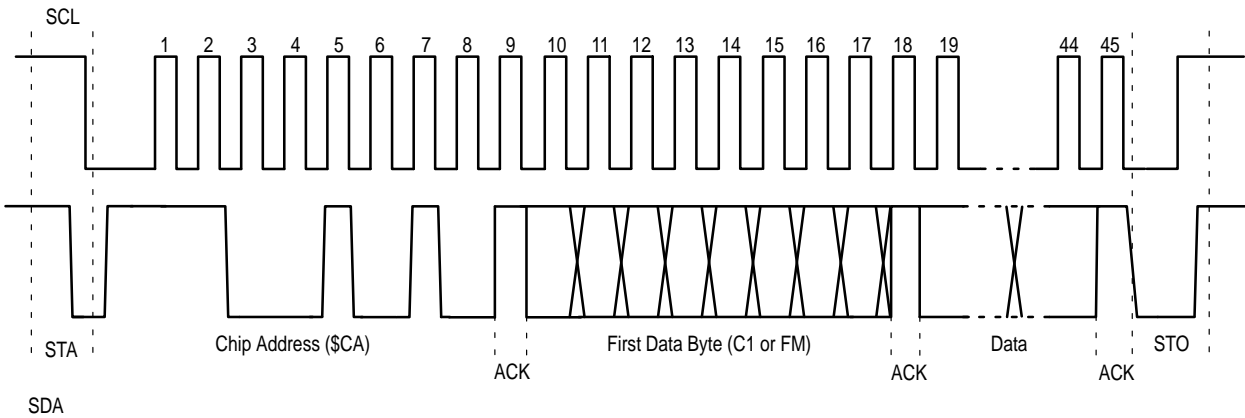 SCL
1 2 3 4 5 6 7 8 9 10 11 12 13 14 15 16 17 18 19 44 45
STA Chip Address ($CA) First Data Byte (C1 or FM) Data STO
ACK ACK ACK
SDA